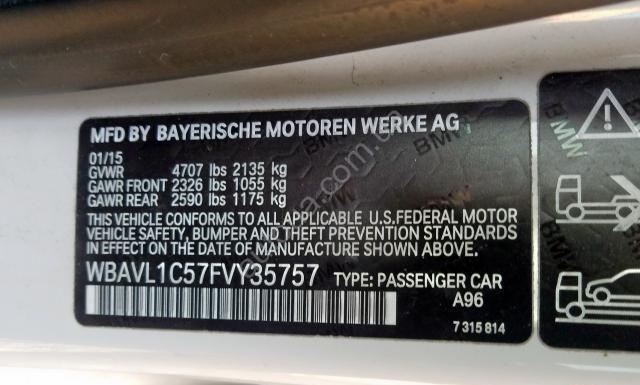 MFD BY BAYERISCHE MOTOREN WERKE AG
01/15
GVWR 4707 lbs 2135 kg
GAWR FRONT 2326 lbs 1055 kg
GAWR REAR 2590 lbs 1175 kg
THIS VEHICLE CONFORMS TO ALL APPLICABLE U.S.FEDERAL MOTOR
VEHICLE SAFETY, BUMPER AND THEFT PREVENTION STANDARDS
IN EFFECT ON THE DATE OF MANUFACTURE SHOWN ABOVE.
WBAVL1C57FVY35757 TYPE: PASSENGER CAR
A96
7 315 814
BMW
BMW